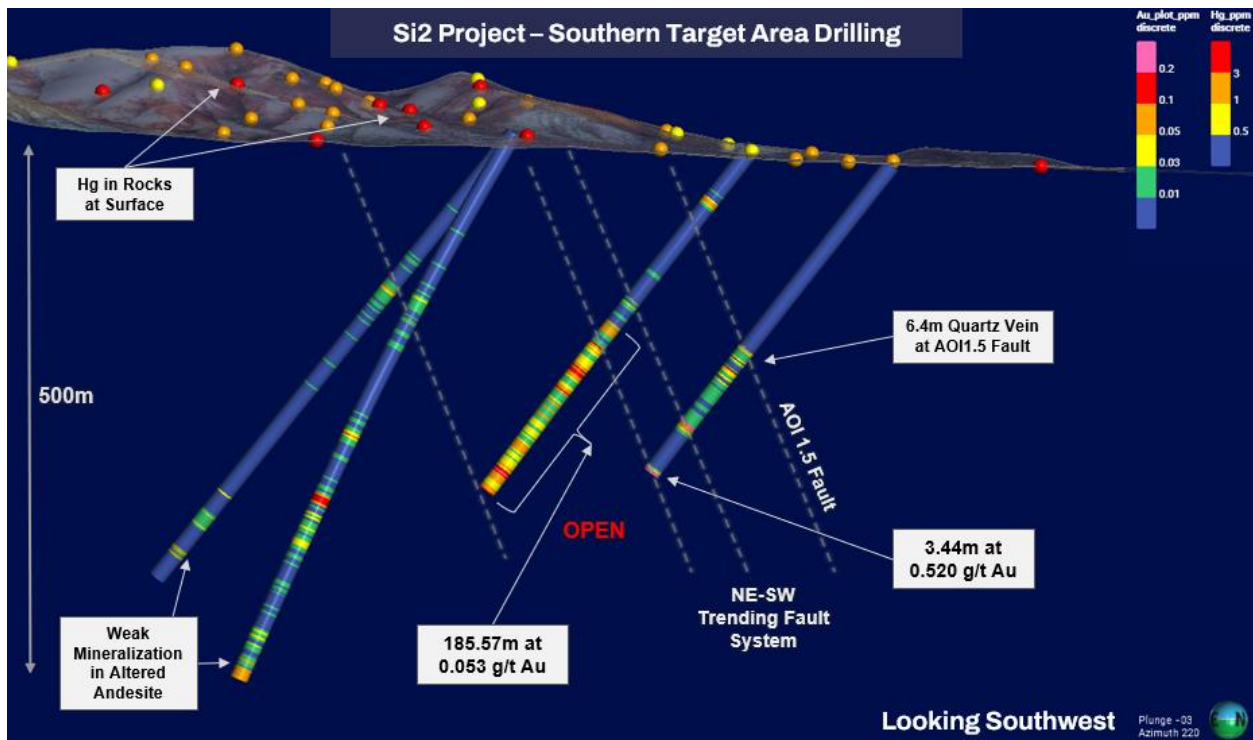 Si2 Project – Southern Target Area Drilling
Au_plot_ppm
discrete
0.2
0.1
0.05
0.03
0.01
Hg_ppm
discrete
3
1
0.5
Hg in Rocks
at Surface
500m
6.4m Quartz Vein
at AOI1.5 Fault
AOI 1.5 Fault
OPEN
3.44m at
0.520 g/t Au
NE-SW
Trending Fault
System
185.57m at
0.053 g/t Au
Weak
Mineralization
in Altered
Andesite
Looking Southwest
Plunge -03
Azimuth 220
E
N